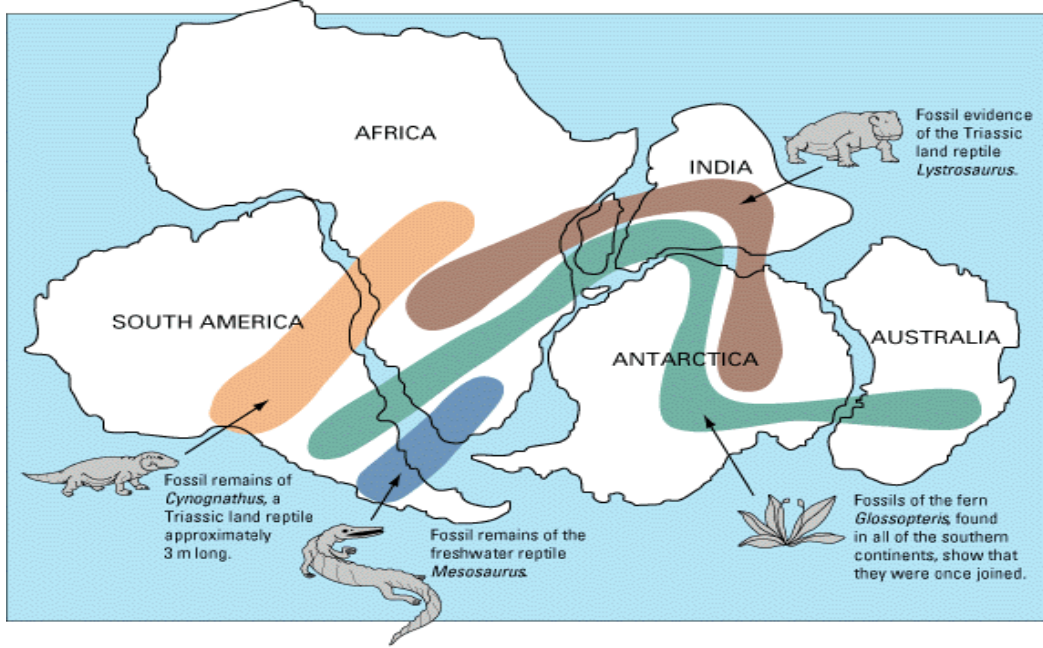 AFRICA
INDIA
Fossil evidence
of the Triassic
land reptile
Lystrosaurus.
SOUTH AMERICA
ANTARCTICA
AUSTRALIA
Fossil remains of
Cynognathus, a
Triassic land reptile
approximately
3 m long.
Fossil remains of the
freshwater reptile
Mesosaurus.
Fossils of the fern
Glossopteris, found
in all of the southern
continents, show that
they were once joined.